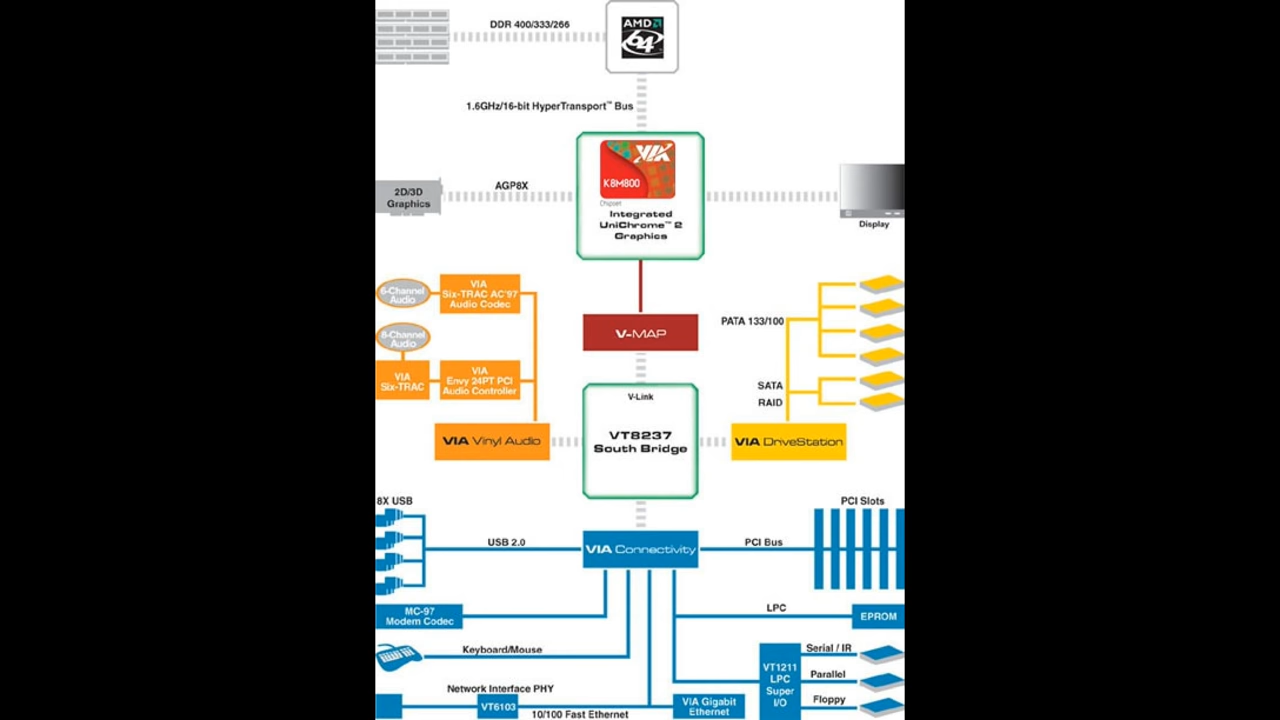 DDR 400/333/266
AMD
64
1.6GHz/16-bit HyperTransport™ Bus
VIA
K8M800
Chipset
Integrated
UniChrome™ 2
Graphics
AGP8X
2D/3D
Graphics
Display
6-Channel
Audio
VIA
Six-TRAC AC'97
Audio Codec
8-Channel
Audio
VIA
Six-TRAC
VIA
Envy 24PT PCI
Audio Controller
V-MAP
PATA 133/100
SATA
RAID
V-Link
VT8237
South Bridge
VIA Vinyl Audio
VIA DriveStation
8X USB
USB 2.0
VIA Connectivity
PCI Bus
PCI Slots
MC-97
Modem Codec
LPC
EPROM
Keyboard/Mouse
VT1211
LPC
Super
I/O
Serial / IR
Parallel
Floppy
Network Interface PHY
VT6103
10/100 Fast Ethernet
VIA Gigabit
Ethernet